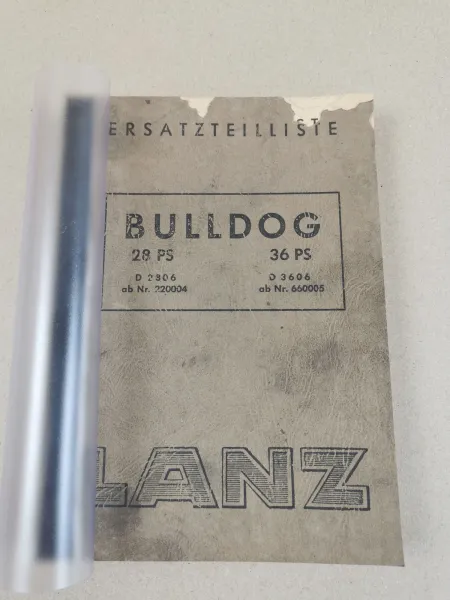 ERSATZTEILLISTE
BULLDOG
28 PS 36 PS
D 2806 D 3606
ab Nr. 220004 ab Nr. 660005
LANZ